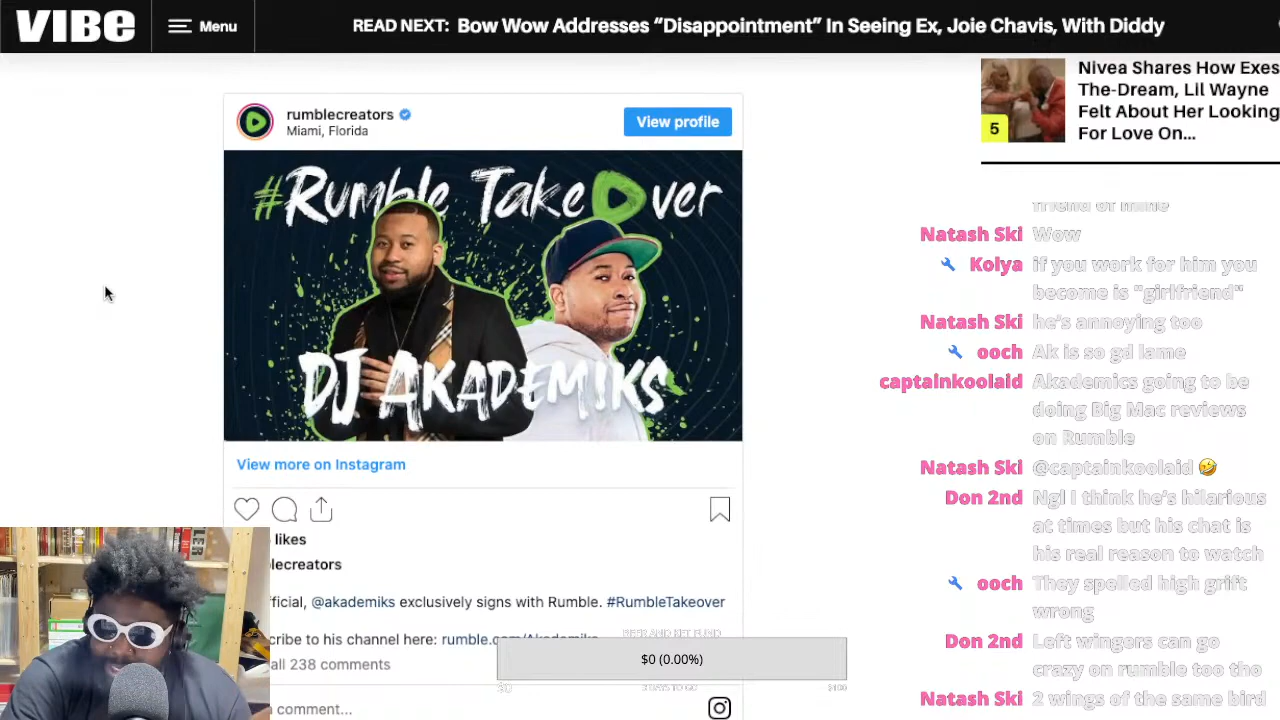 VIBE
Menu
READ NEXT: Bow Wow Addresses “Disappointment” In Seeing Ex, Joie Chavis, With Diddy
5
Nivea Shares How Exes
The-Dream, Lil Wayne
Felt About Her Looking
For Love On...
rumblecreators
Miami, Florida
View profile
#Rumble Takeover
DJ AKADEMIKS
View more on Instagram
likes
lecreators
fficial, @akademiks exclusively signs with Rumble. #RumbleTakeover
cribe to his channel here: rumble.com/Akademiks
all 238 comments
comment...
$0 (0.00%)
$0
$400
friend of mine
Natash Ski Wow
Kolya if you work for him you
become is "girlfriend"
Natash Ski he's annoying too
ooch Ak is so gd lame
captainkoolaid Akademics going to be
doing Big Mac reviews
on Rumble
Natash Ski @captainkoolaid 🤣
Don 2nd Ngl I think he's hilarious
at times but his chat is
his real reason to watch
ooch They spelled high grift
wrong
Don 2nd Left wingers can go
crazy on rumble too tho
Natash Ski 2 wings of the same bird